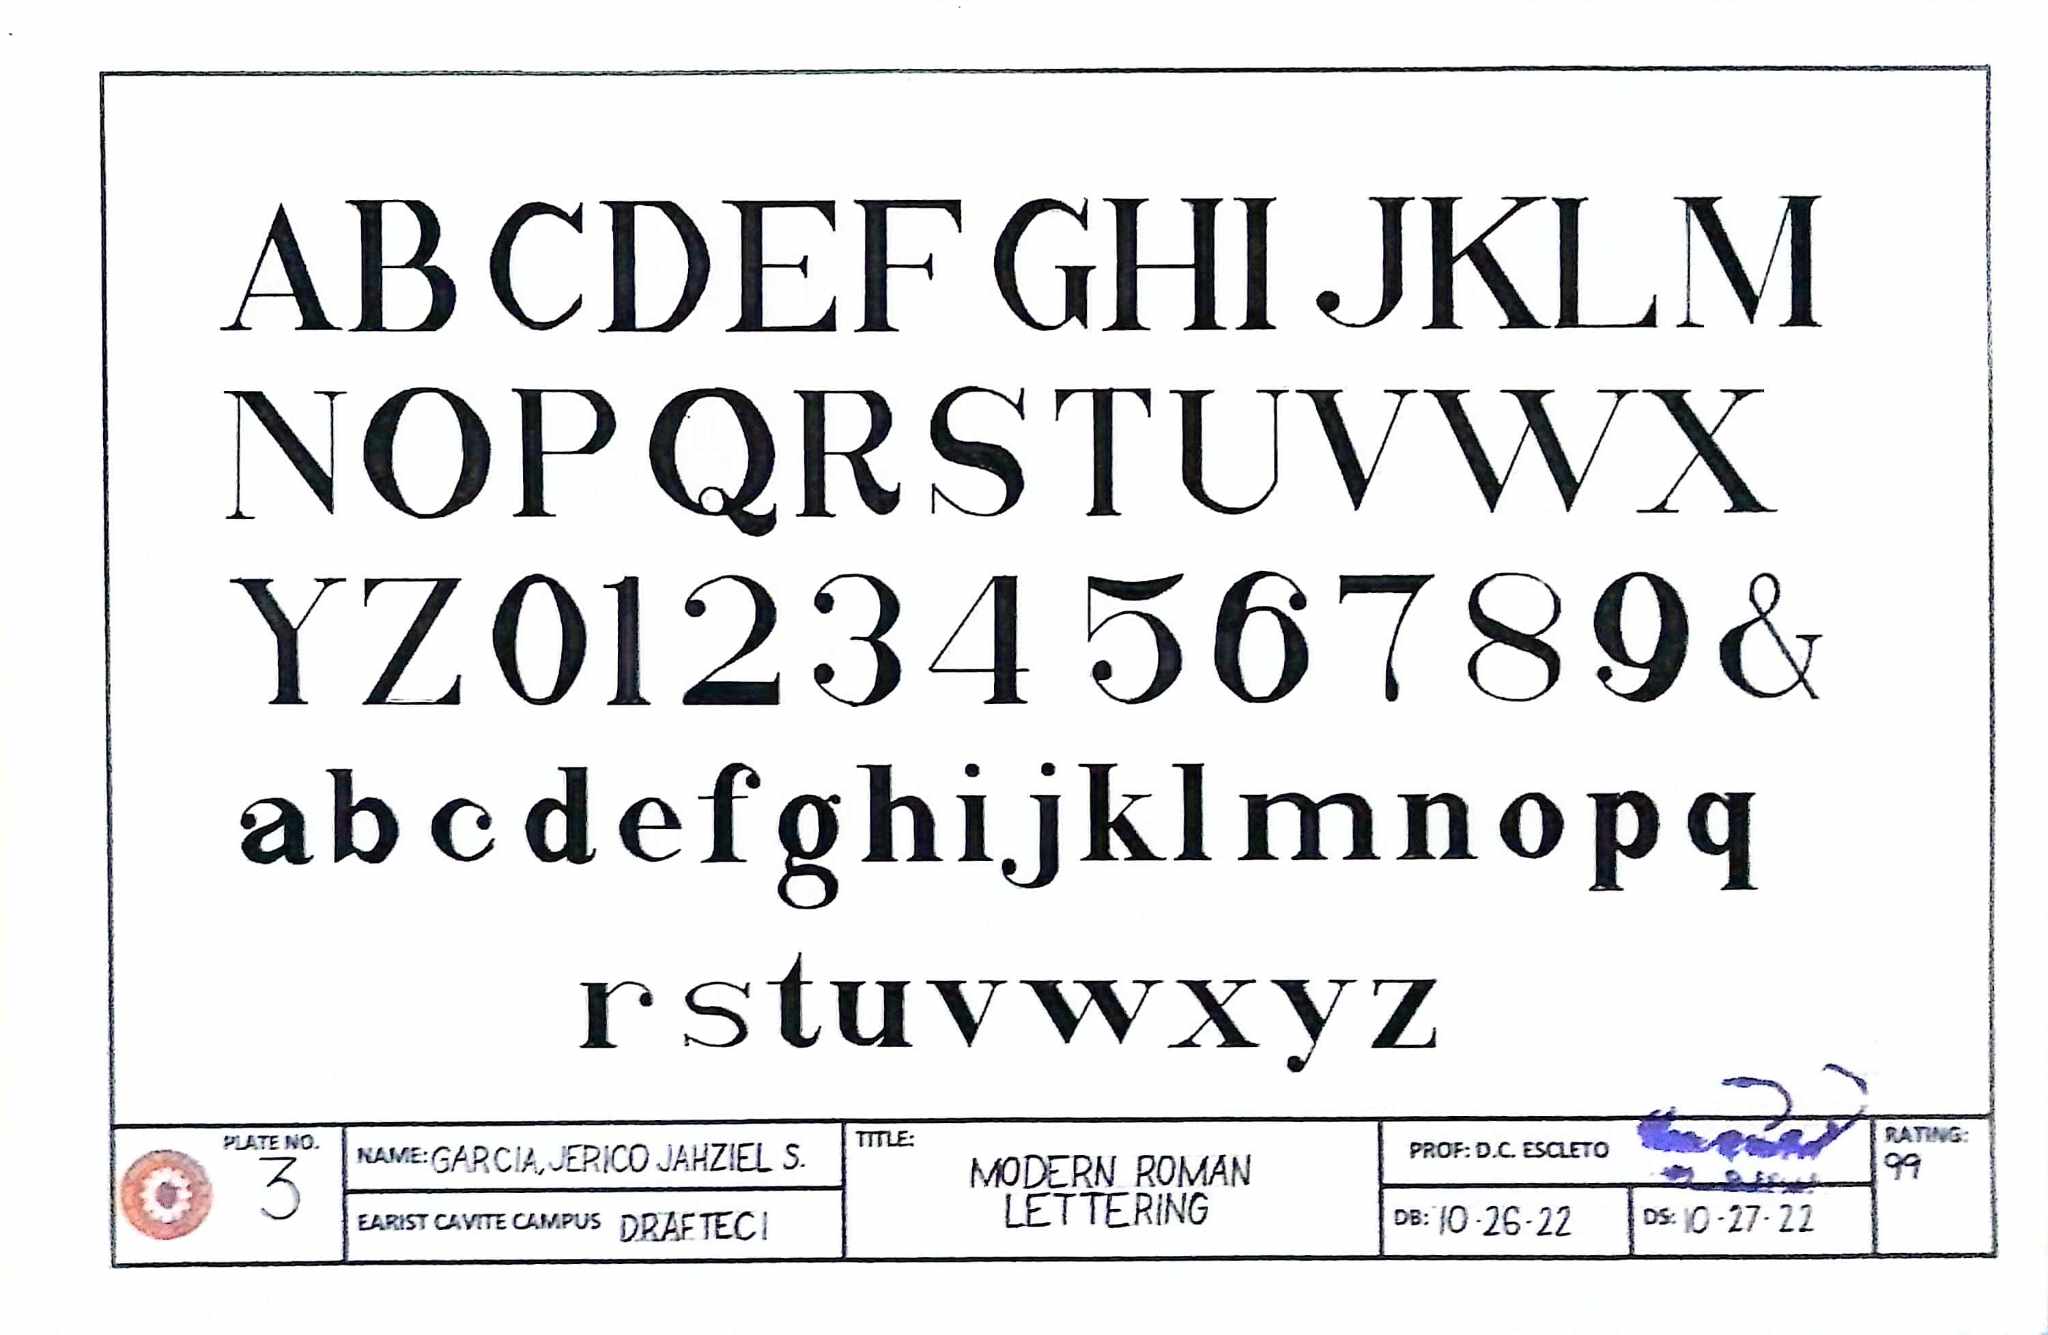 ABCDEFGHIJKLM
NOPQRSTUVWX
YZ0123456789&
abcdefghijklmnopq
rstuvwxyz
PLATE NO.
3
NAME: GARCIA, JERICO JAHZIEL S.
EARIST CAVITE CAMPUS DRAFTEC1
TITLE:
MODERN ROMAN
LETTERING
PROF: D.C. ESCLETO
DB: 10-26-22
DS: 10-27-22
RATING:
99